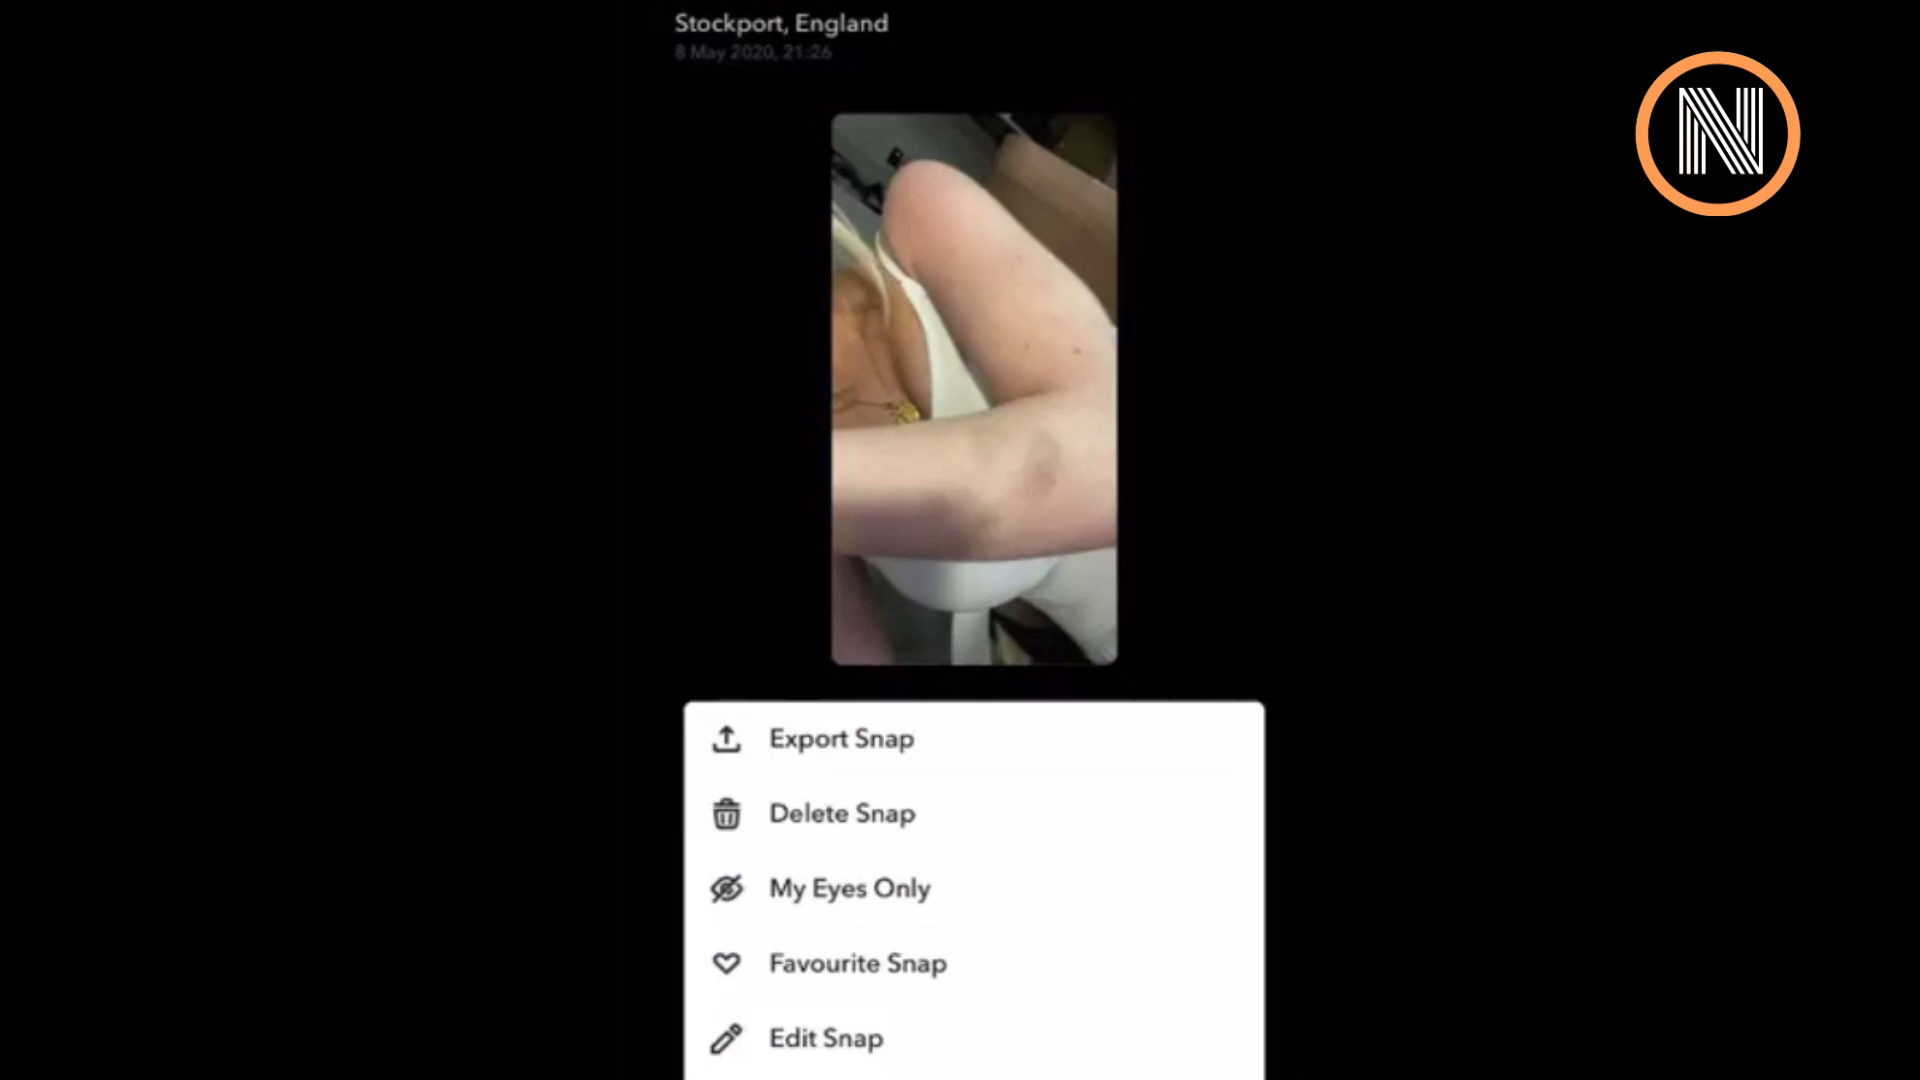 Stockport, England
8 May 2020, 21:26
N
Export Snap
Delete Snap
My Eyes Only
Favourite Snap
Edit Snap